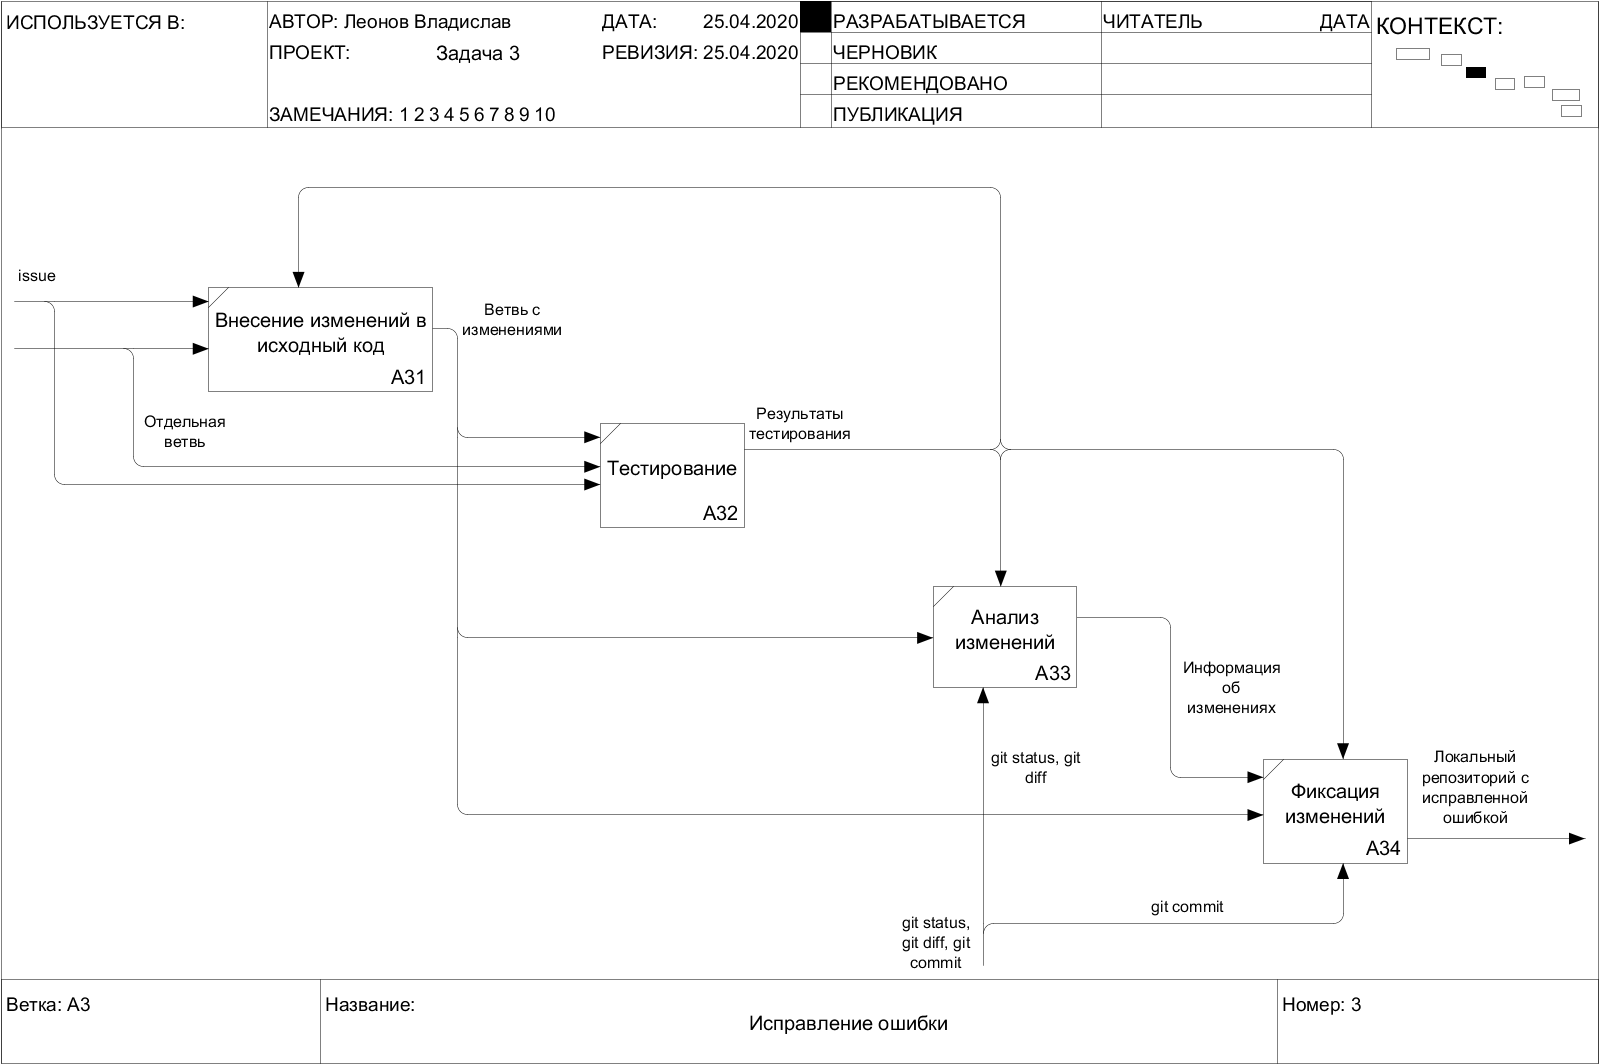 ИСПОЛЬЗУЕТСЯ В:
АВТОР: Леонов Владислав
ДАТА: 25.04.2020
ПРОЕКТ: Задача 3
РЕВИЗИЯ: 25.04.2020
ЗАМЕЧАНИЯ: 1 2 3 4 5 6 7 8 9 10
РАЗРАБАТЫВАЕТСЯ
ЧЕРНОВИК
РЕКОМЕНДОВАНО
ПУБЛИКАЦИЯ
ЧИТАТЕЛЬ
ДАТА
КОНТЕКСТ:
issue
Внесение изменений в
исходный код
A31
Ветвь с
изменениями
Отдельная
ветвь
Результаты
тестирования
Тестирование
A32
Анализ
изменений
A33
Информация
об
изменениях
git status, git
diff
Локальный
репозиторий с
исправленной
ошибкой
Фиксация
изменений
A34
git commit
git status,
git diff, git
commit
Ветка: A3
Название:
Исправление ошибки
Номер: 3